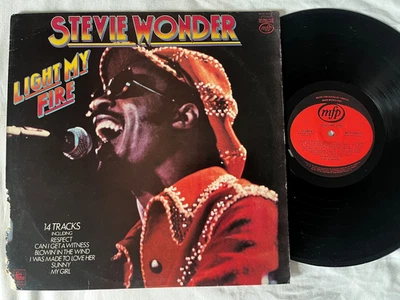 STEVIE WONDER
LIGHT MY
FIRE
14 TRACKS
INCLUDING
RESPECT
CAN I GET A WITNESS
BLOWIN IN THE WIND
I WAS MADE TO LOVE HER
SUNNY
MY GIRL
mfp
mfp